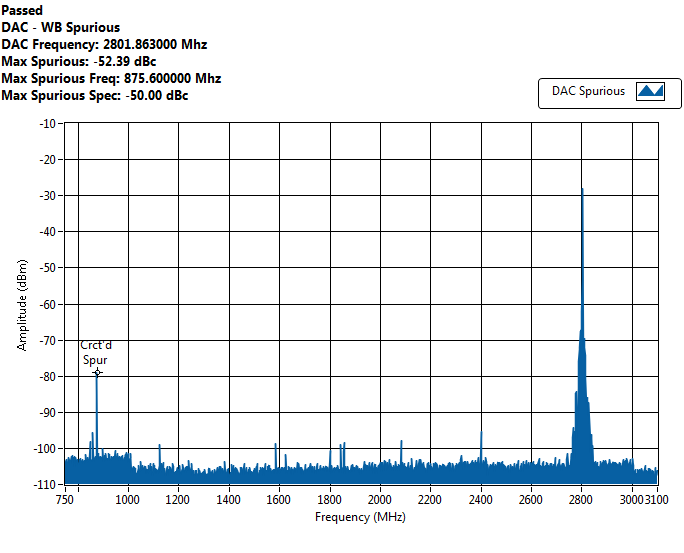 Passed
DAC - WB Spurious
DAC Frequency: 2801.863000 Mhz
Max Spurious: -52.39 dBc
Max Spurious Freq: 875.600000 Mhz
Max Spurious Spec: -50.00 dBc
DAC Spurious
-10
-20
-30
-40
-50
-60
-70
-80
-90
-100
-110
Amplitude (dBm)
Crct'd
Spur
750 1000 1200 1400 1600 1800 2000 2200 2400 2600 2800 3000 3100
Frequency (MHz)